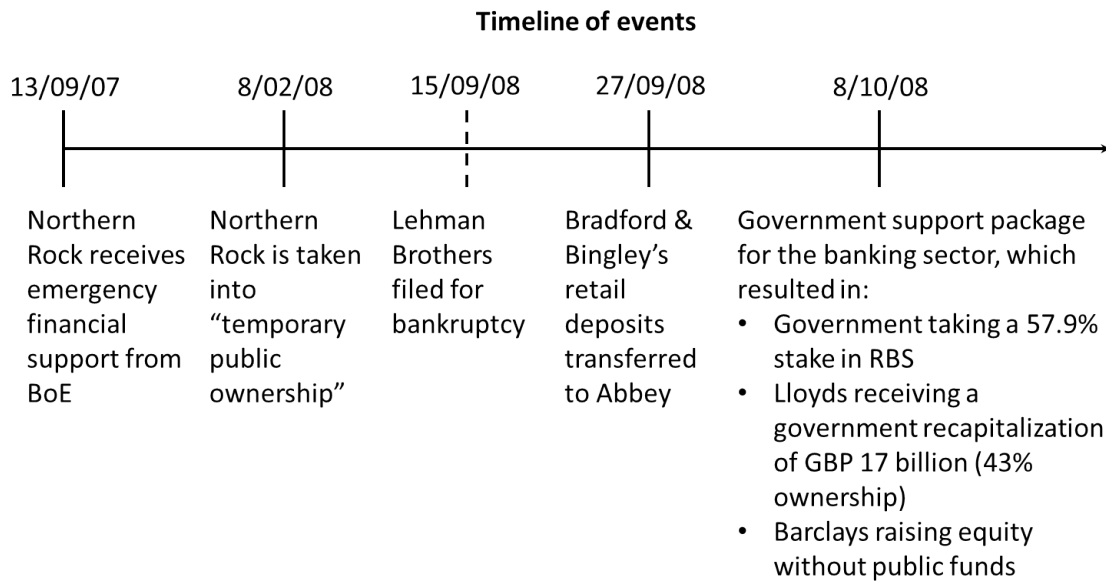 Timeline of events
13/09/07
8/02/08
15/09/08
27/09/08
8/10/08
Northern
Rock receives
emergency
financial
support from
BoE
Northern
Rock is taken
into
“temporary
public
ownership”
Lehman
Brothers
filed for
bankruptcy
Bradford &
Bingley’s
retail
deposits
transferred
to Abbey
Government support package
for the banking sector, which
resulted in:
• Government taking a 57.9%
stake in RBS
• Lloyds receiving a
government recapitalization
of GBP 17 billion (43%
ownership)
• Barclays raising equity
without public funds